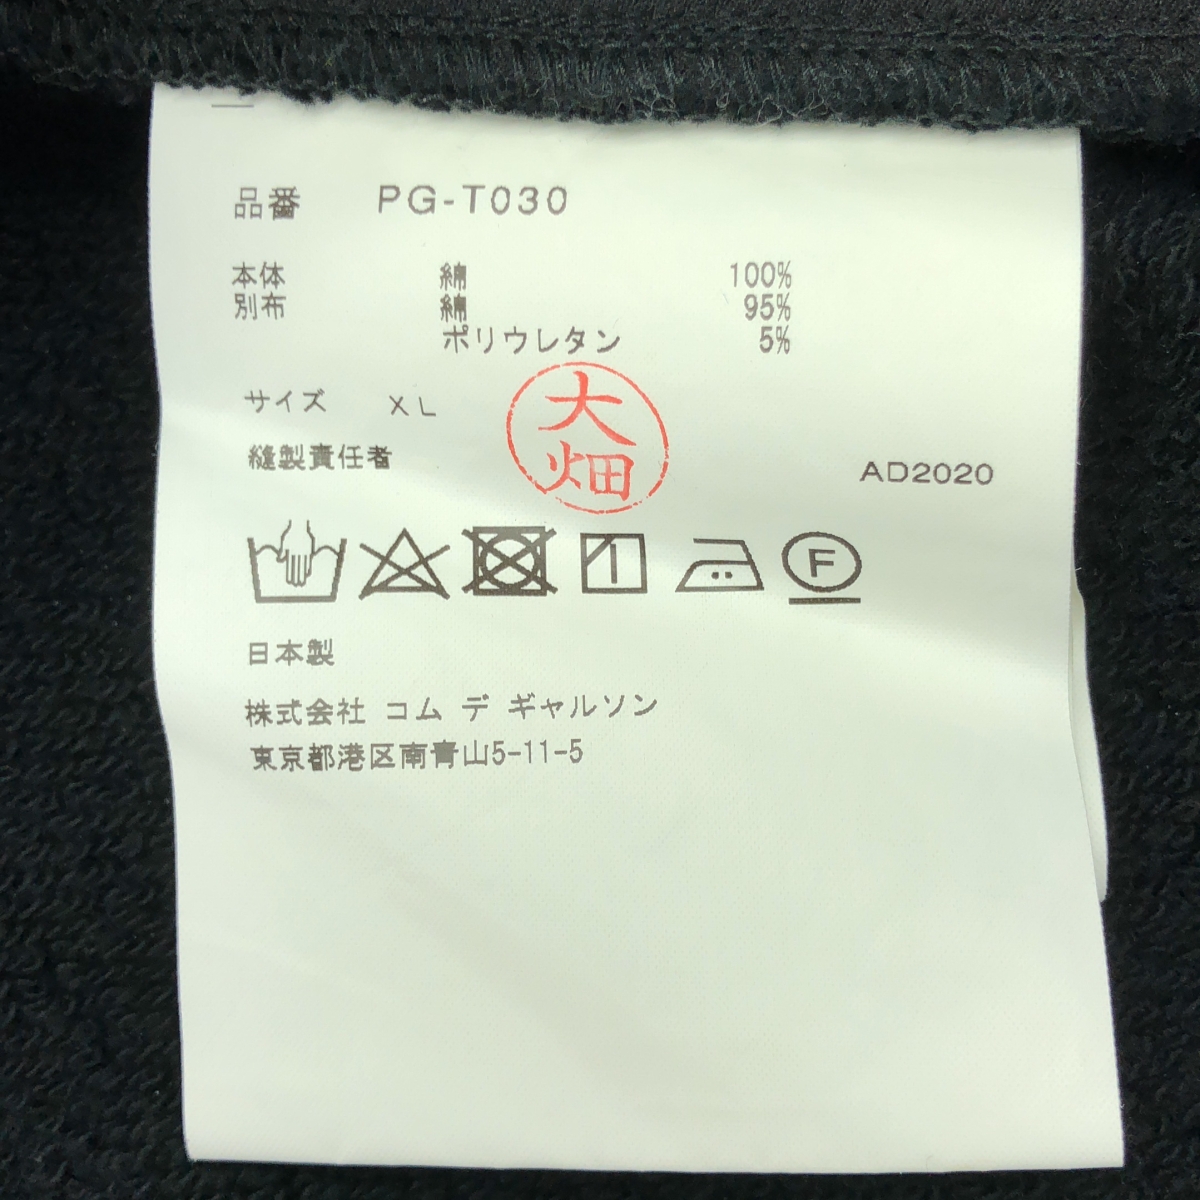 品番 PG-T030
本体 綿 100%
別布 綿 95%
ポリウレタン 5%
サイズ XL
大畑
縫製責任者 AD2020
F
日本製
株式会社 コム デ ギャルソン
東京都港区南青山5-11-5